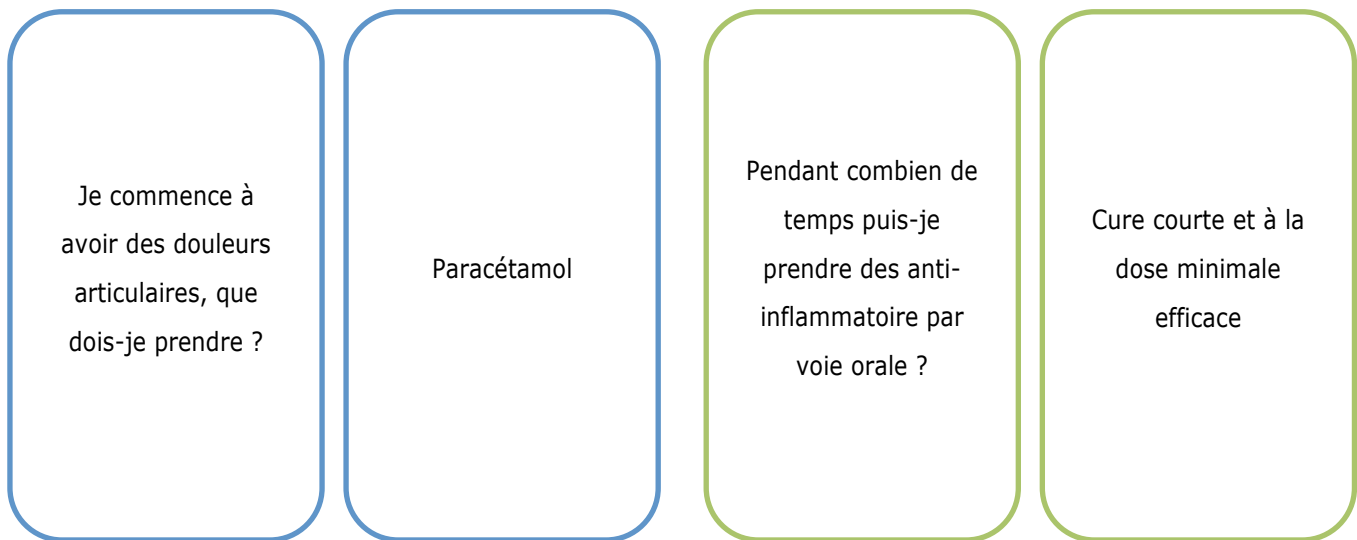 Je commence à
avoir des douleurs
articulaires, que
dois-je prendre ?
Paracétamol
Pendant combien de
temps puis-je
prendre des anti-
inflammatoire par
voie orale ?
Cure courte et à la
dose minimale
efficace